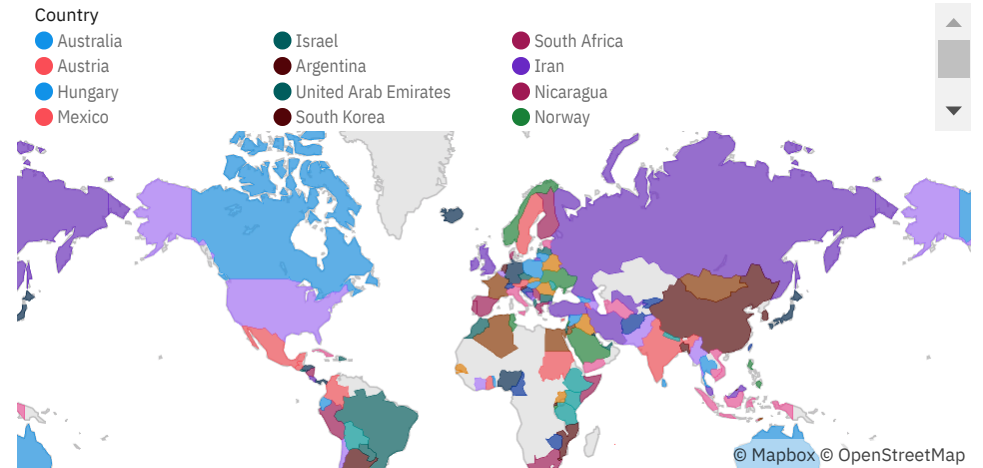 Country
Australia
Israel
South Africa
Austria
Argentina
Iran
Hungary
United Arab Emirates
Nicaragua
Mexico
South Korea
Norway
© Mapbox © OpenStreetMap